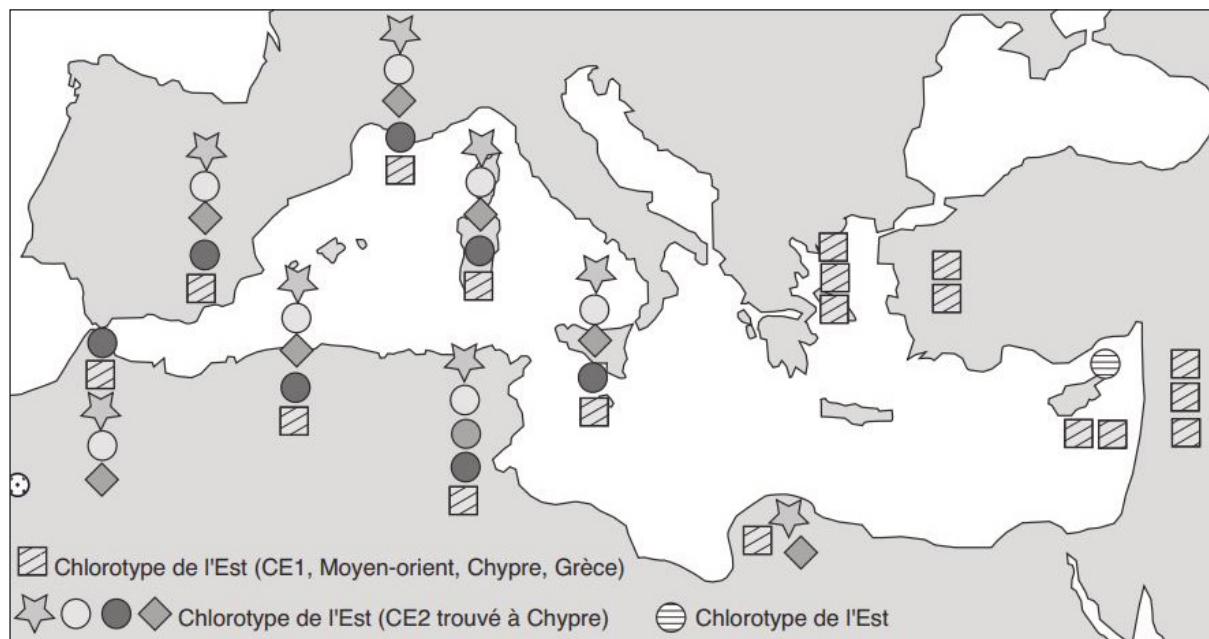 Chlorotype de l'Est (CE1, Moyen-orient, Chypre, Grèce)
Chlorotype de l'Est (CE2 trouvé à Chypre)
Chlorotype de l'Est